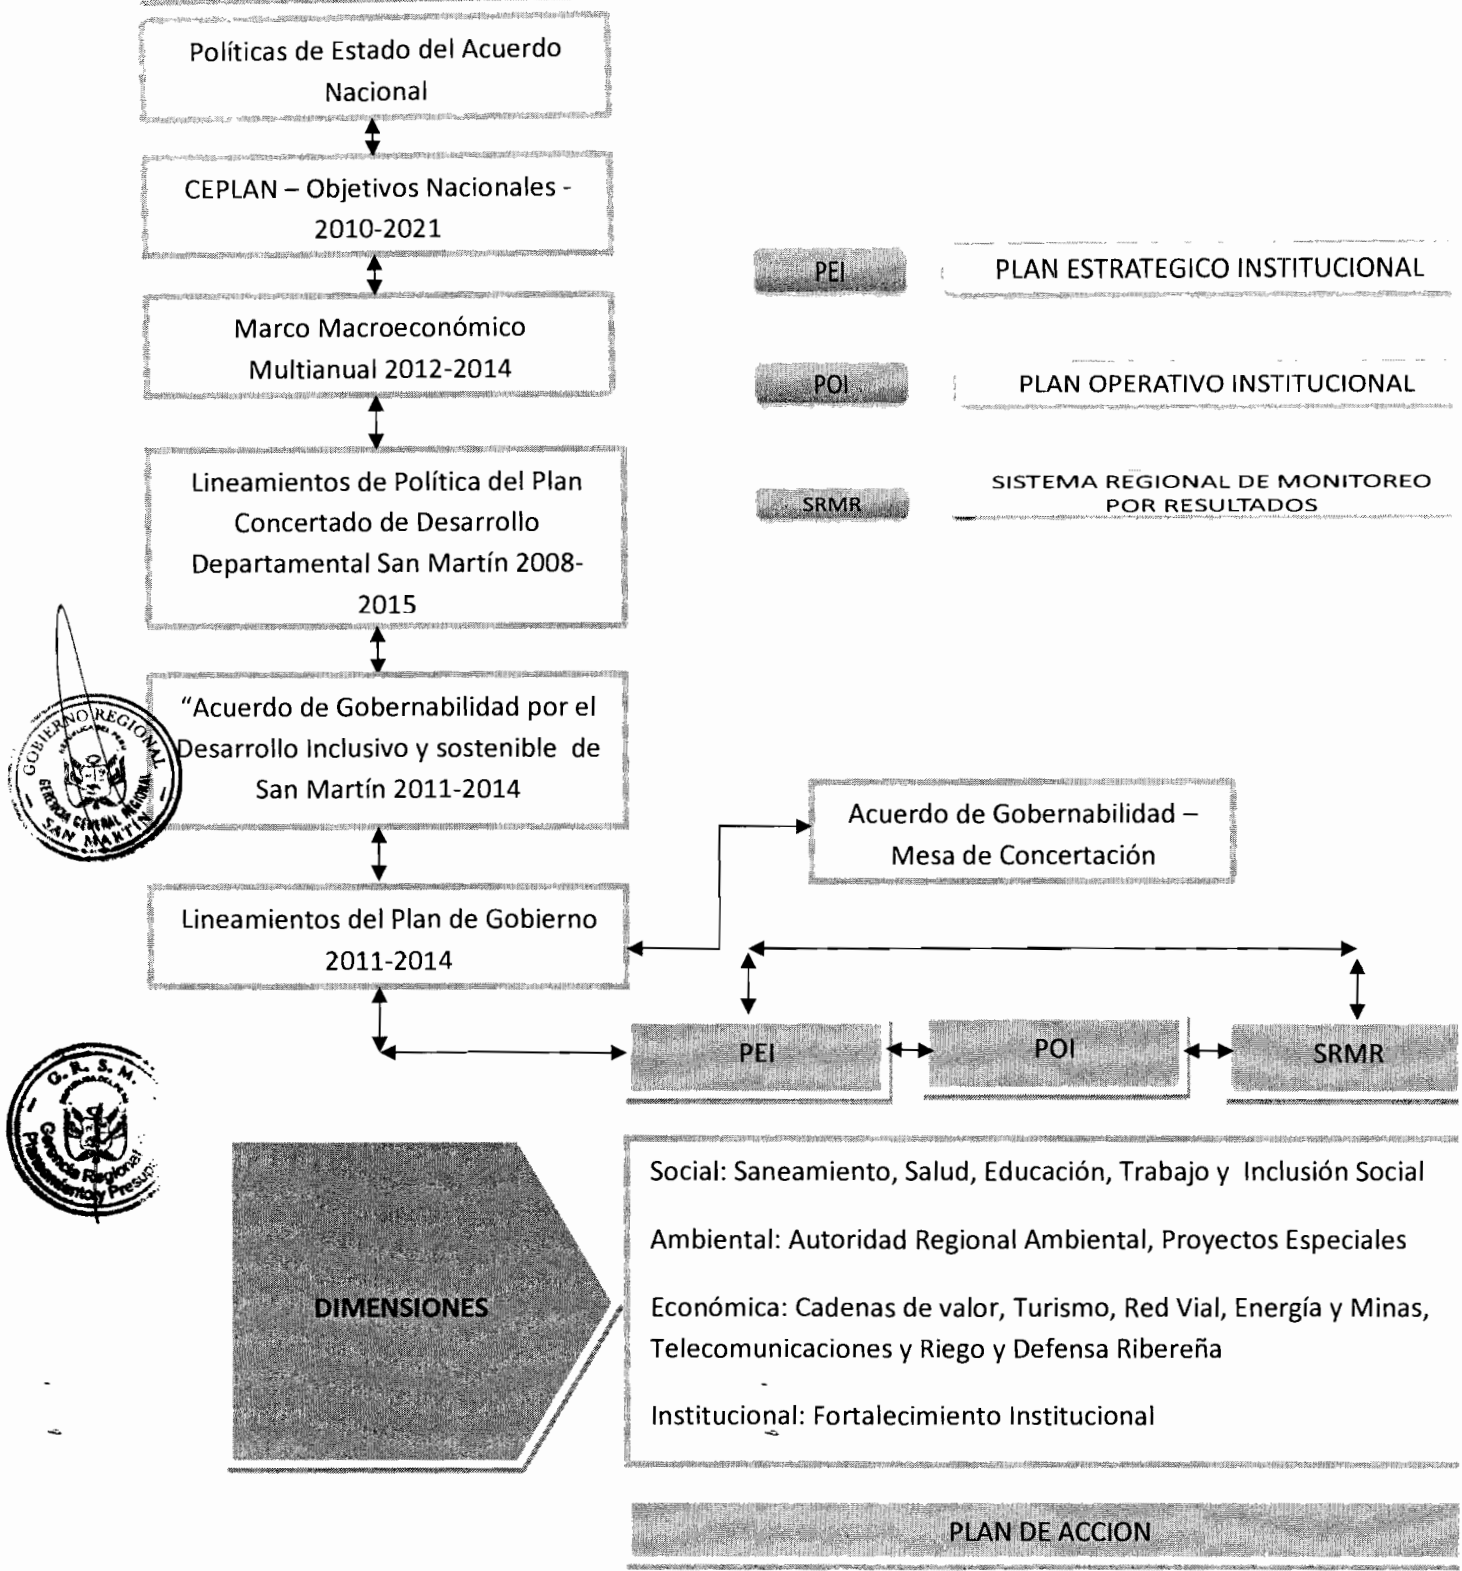 Políticas de Estado del Acuerdo
Nacional
CEPLAN – Objetivos Nacionales -
2010-2021
Marco Macroeconómico
Multianual 2012-2014
PEI
PLAN ESTRATEGICO INSTITUCIONAL
POI
PLAN OPERATIVO INSTITUCIONAL
SRMR
SISTEMA REGIONAL DE MONITOREO
POR RESULTADOS
Lineamientos de Política del Plan
Concertado de Desarrollo
Departamental San Martín 2008-
2015
“Acuerdo de Gobernabilidad por el
Desarrollo Inclusivo y sostenible de
San Martín 2011-2014
GOBIERNO REGIONAL
GERENCIA GENERAL REGIONAL
SAN MARTIN
Acuerdo de Gobernabilidad –
Mesa de Concertación
Lineamientos del Plan de Gobierno
2011-2014
PEI
POI
SRMR
G. R. S. M.
Gerencia Regional
DIMENSIONES
Social: Saneamiento, Salud, Educación, Trabajo y Inclusión Social
Ambiental: Autoridad Regional Ambiental, Proyectos Especiales
Económica: Cadenas de valor, Turismo, Red Vial, Energía y Minas,
Telecomunicaciones y Riego y Defensa Ribereña
Institucional: Fortalecimiento Institucional
PLAN DE ACCION